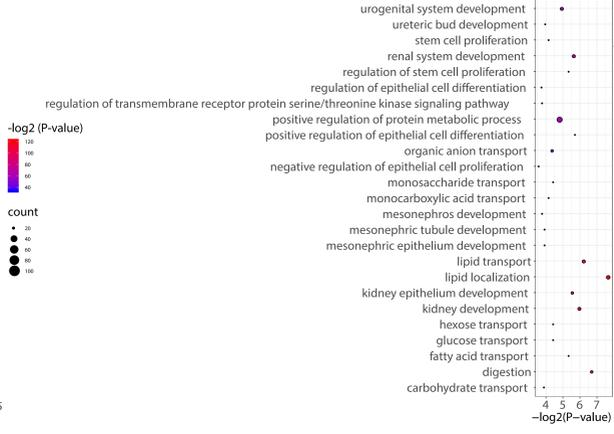 urogenital system development
ureteric bud development
stem cell proliferation
renal system development
regulation of stem cell proliferation
regulation of epithelial cell differentiation
regulation of transmembrane receptor protein serine/threonine kinase signaling pathway
positive regulation of protein metabolic process
positive regulation of epithelial cell differentiation
organic anion transport
negative regulation of epithelial cell proliferation
monosaccharide transport
monocarboxylic acid transport
mesonephros development
mesonephric tubule development
mesonephric epithelium development
lipid transport
lipid localization
kidney epithelium development
kidney development
hexose transport
glucose transport
fatty acid transport
digestion
carbohydrate transport
4 5 6 7
−log2(P−value)
-log2 (P-value)
120
100
80
60
40
count
20
40
60
80
100